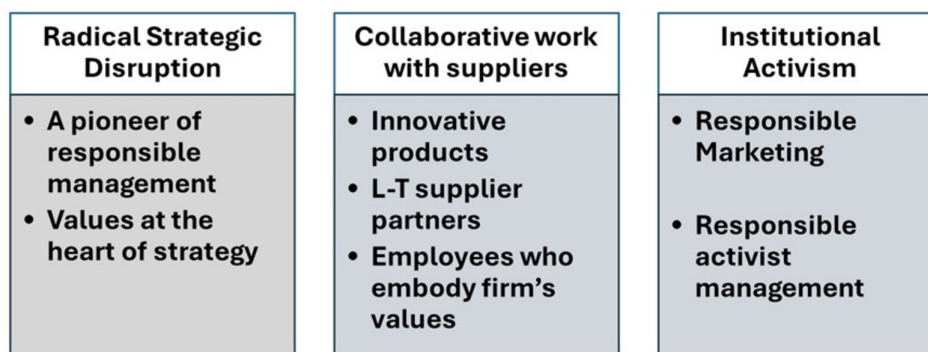 Radical Strategic
Disruption
• A pioneer of
responsible
management
• Values at the
heart of strategy
Collaborative work
with suppliers
• Innovative
products
• L-T supplier
partners
• Employees who
embody firm’s
values
Institutional
Activism
• Responsible
Marketing
• Responsible
activist
management